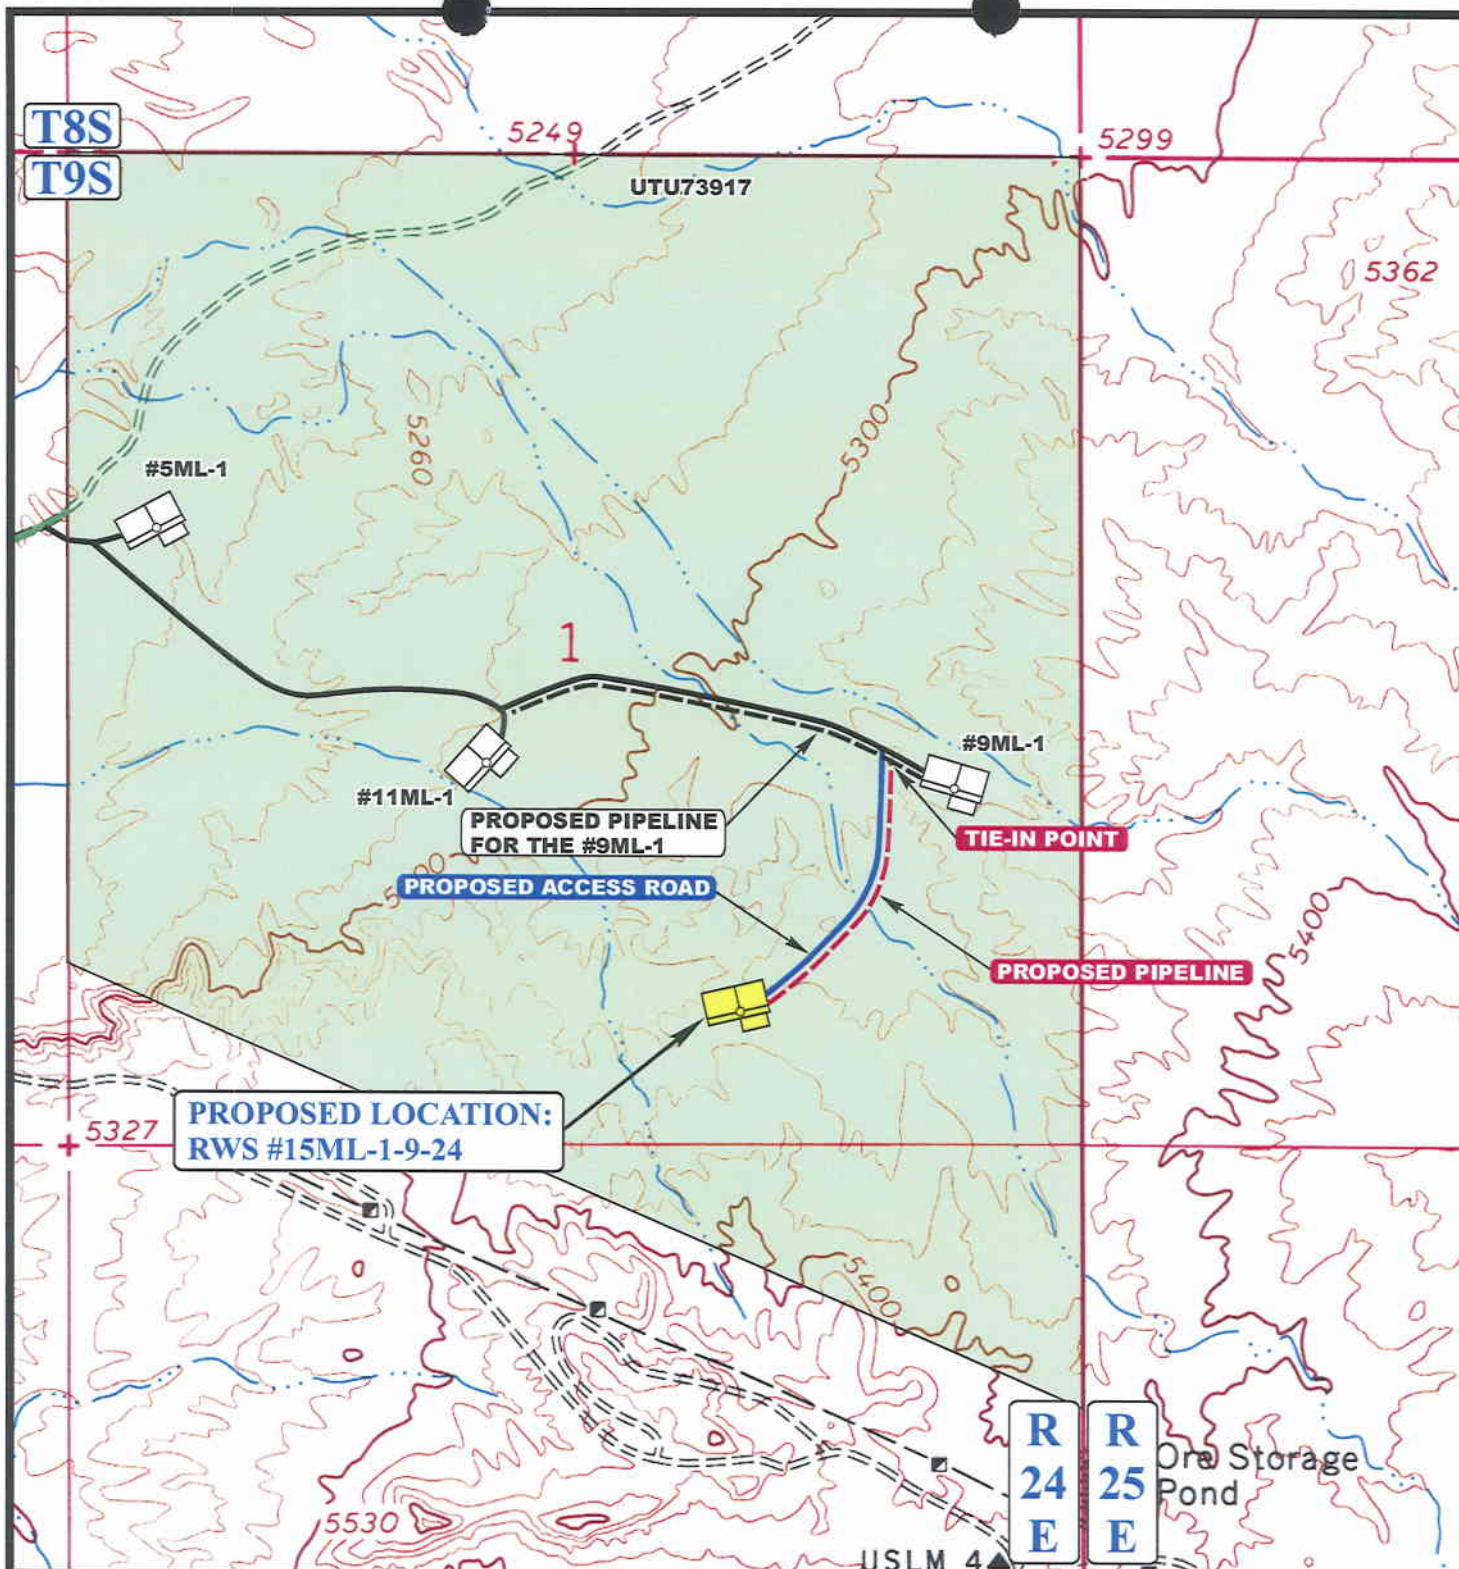 T8S
5249
5299
T9S
UTU73917
5362
5260
5300
#5ML-1
1
#9ML-1
#11ML-1
PROPOSED PIPELINE
FOR THE #9ML-1
TIE-IN POINT
PROPOSED ACCESS ROAD
5400
PROPOSED PIPELINE
PROPOSED LOCATION:
RWS #15ML-1-9-24
5327
5400
R
24
E
R
25
E
Ore Storage
Pond
5530
USLM 4